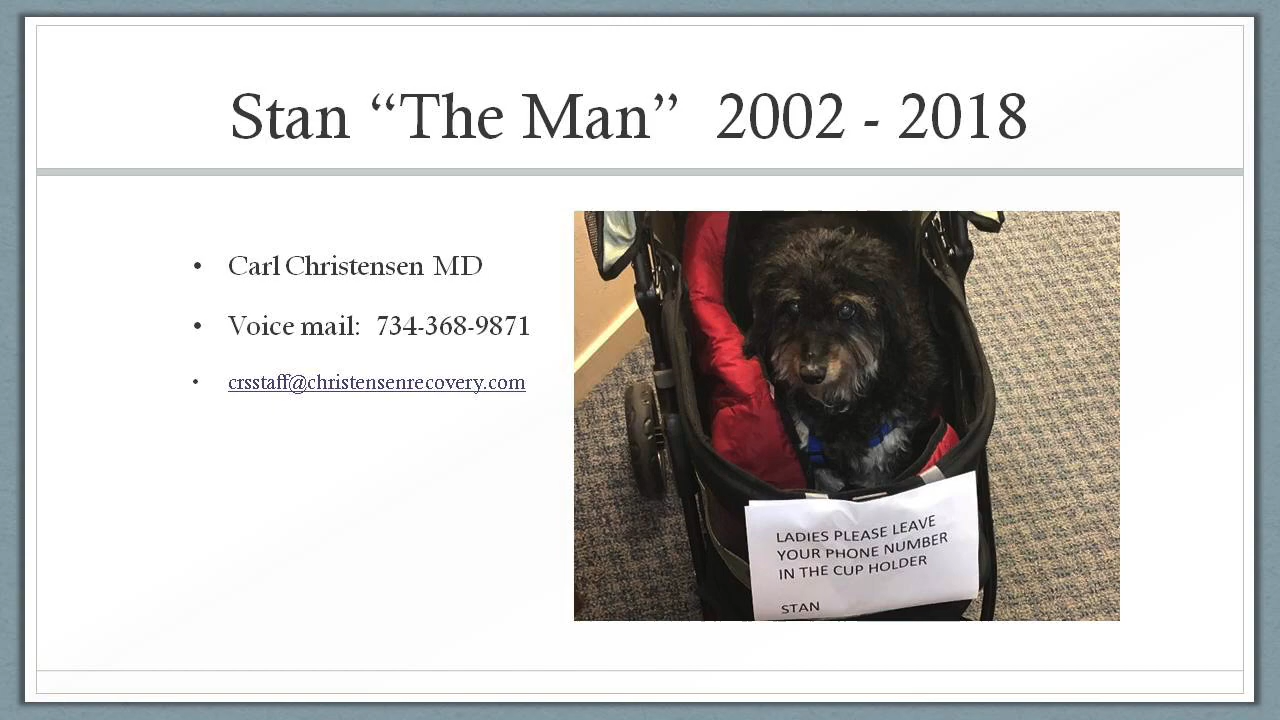 Stan “The Man”  2002 - 2018
• Carl Christensen MD
• Voice mail:  734-368-9871
• crsstaff@christensenrecovery.com
LADIES PLEASE LEAVE
YOUR PHONE NUMBER
IN THE CUP HOLDER
STAN